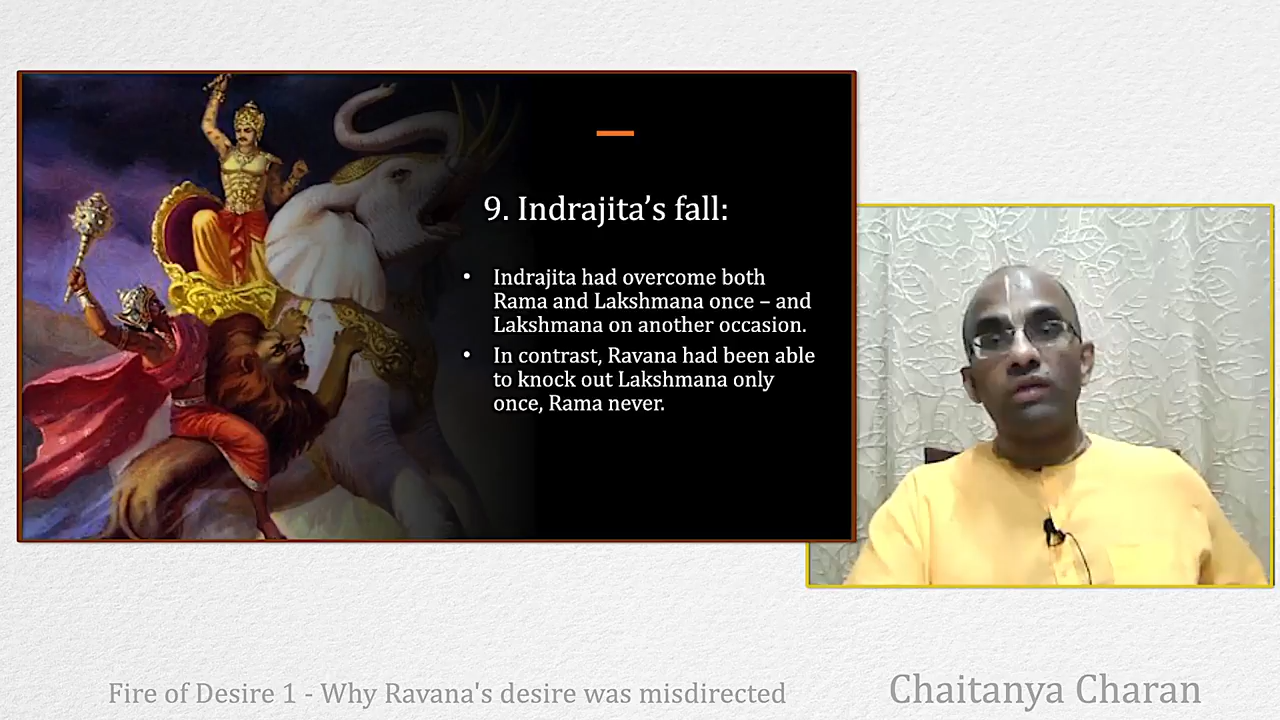 9. Indrajita’s fall:
• Indrajita had overcome both
Rama and Lakshmana once – and
Lakshmana on another occasion.
• In contrast, Ravana had been able
to knock out Lakshmana only
once, Rama never.
Fire of Desire 1 - Why Ravana's desire was misdirected
Chaitanya Charan